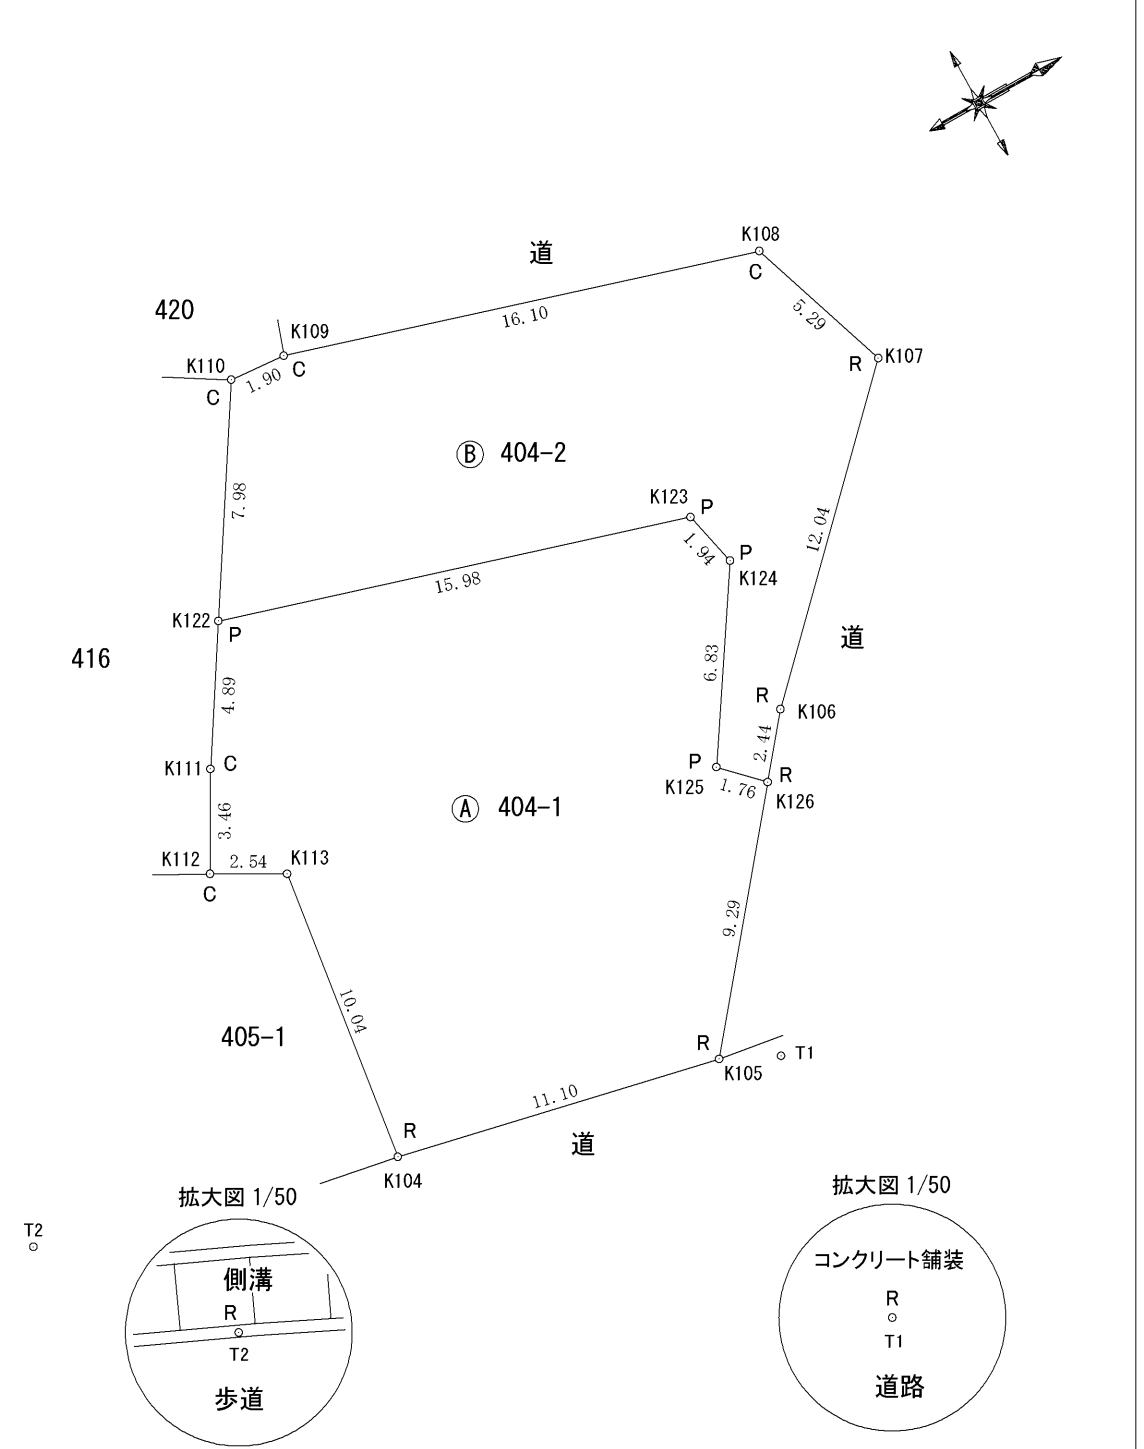 K108
道
C
5.29
420
16.10
K109
K107
R
K110
C
1.90
C
Ⓑ 404-2
7.98
K123
P
12.04
1.94
P
K124
15.98
K122
P
道
416
6.83
4.89
R
K106
2.44
K111
C
P
R
K125
1.76
K126
Ⓐ 404-1
3.46
K112
2.54
K113
C
9.29
10.04
405-1
R
T1
K105
11.10
R
道
K104
拡大図 1/50
拡大図 1/50
T2
側溝
R
T2
歩道
コンクリート舗装
R
T1
道路